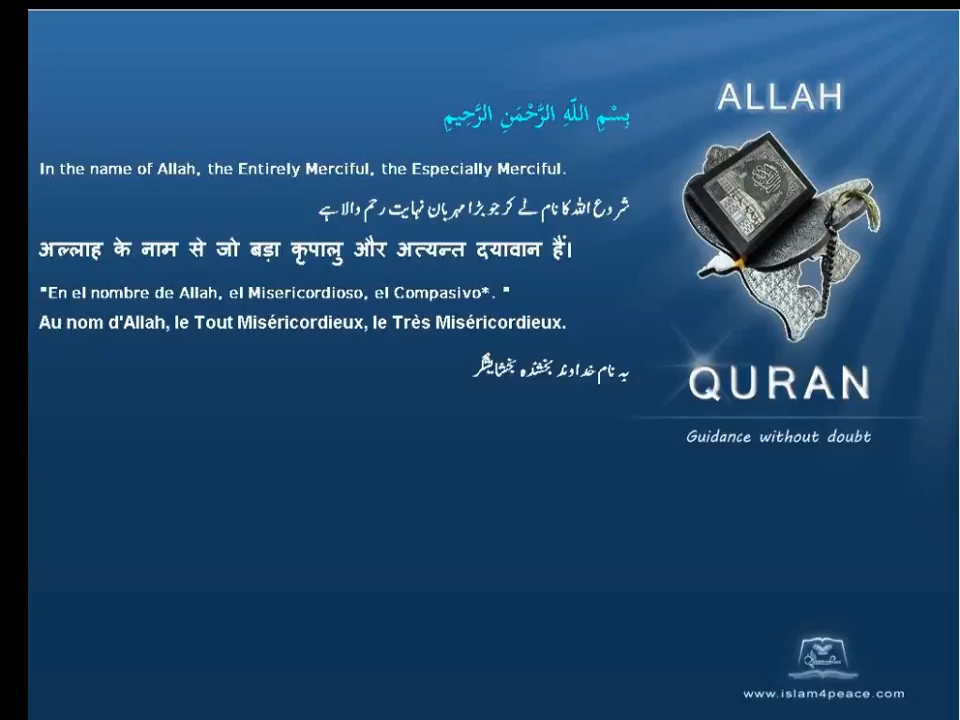 بِسْمِ اللَّهِ الرَّحْمَنِ الرَّحِيمِ
In the name of Allah, the Entirely Merciful, the Especially Merciful.
شروع الله کا نام لے کر جو بڑا مہربان نہایت رحم والا ہے
अल्लाह के नाम से जो बड़ा कृपालु और अत्यन्त दयावान हैं।
"En el nombre de Allah, el Misericordioso, el Compasivo*. "
Au nom d'Allah, le Tout Miséricordieux, le Très Miséricordieux.
به نام خداوند بخشنده بخشایشگر
ALLAH
QURAN
Guidance without doubt
www.islam4peace.com